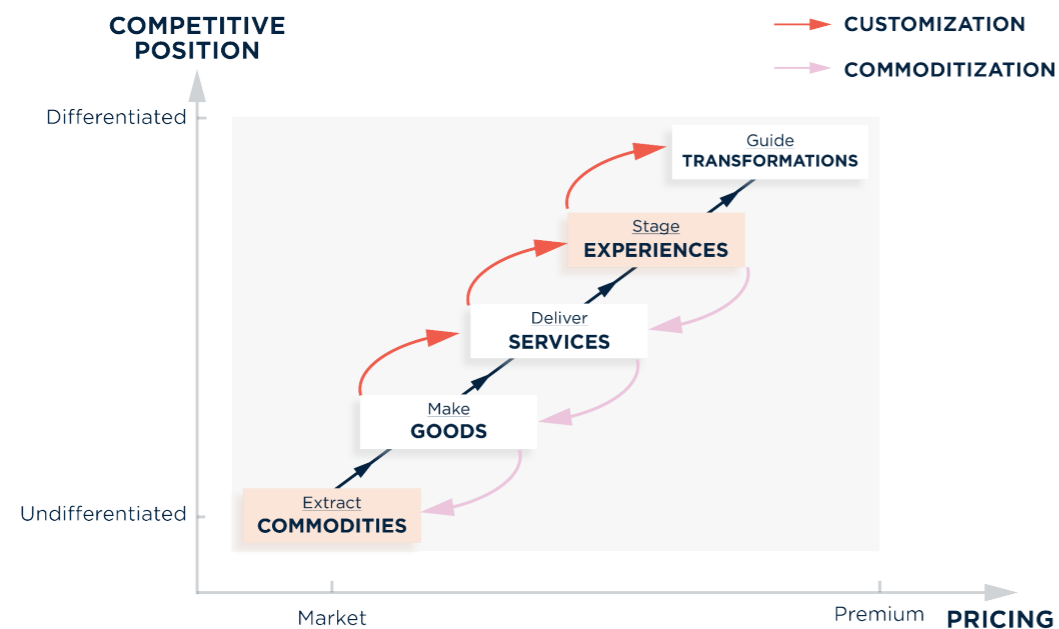 COMPETITIVE
POSITION
CUSTOMIZATION
COMMODITIZATION
Differentiated
Guide
TRANSFORMATIONS
Stage
EXPERIENCES
Deliver
SERVICES
Make
GOODS
Extract
COMMODITIES
Undifferentiated
Market
Premium
PRICING